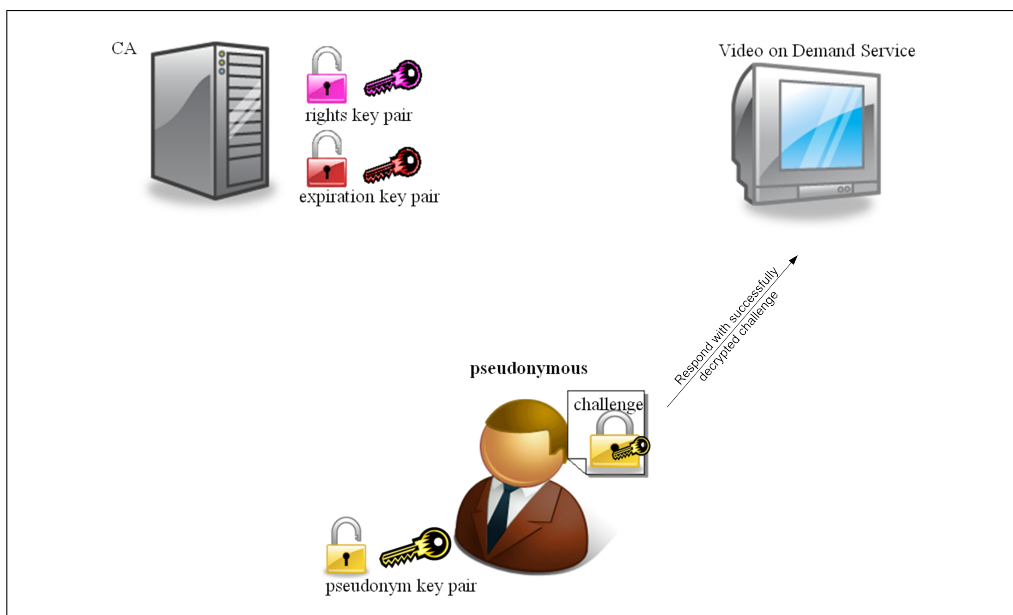 CA
Video on Demand Service
rights key pair
expiration key pair
Respond with successfully
decrypted challenge
pseudonymous
challenge
pseudonym key pair